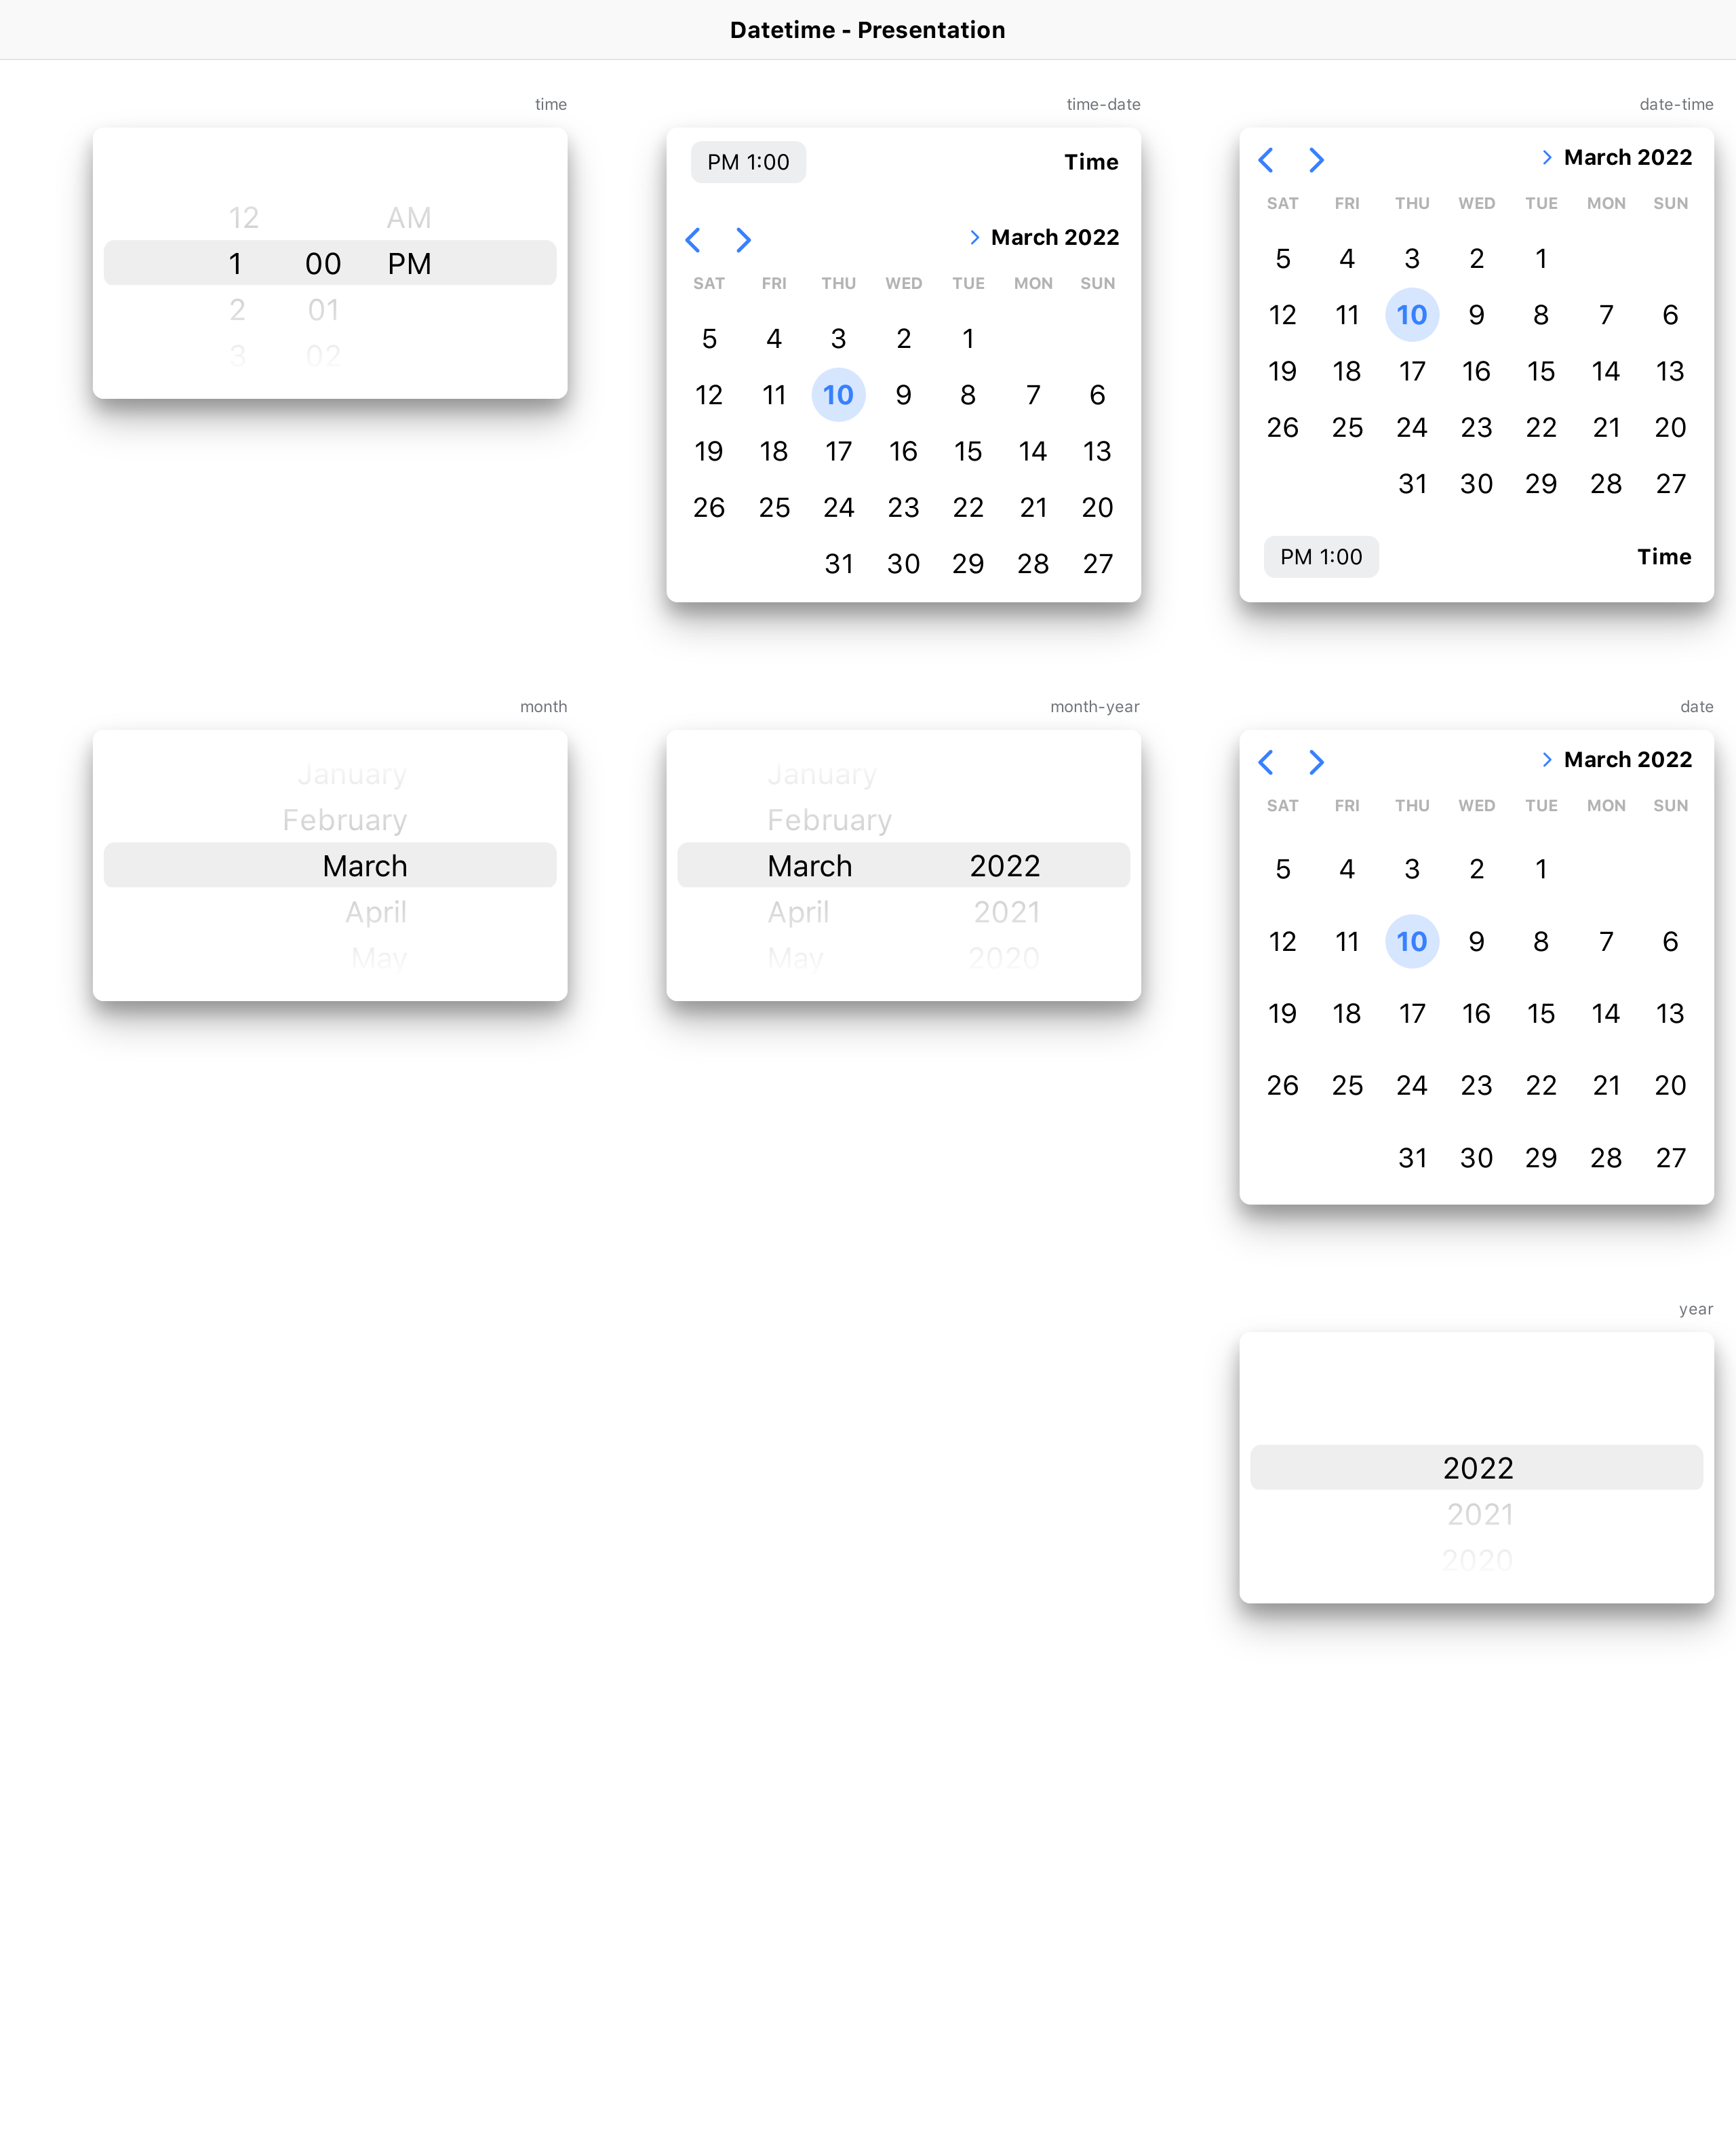 Datetime - Presentation
time
12 AM
1 00 PM
2 01
3 02
time-date
PM 1:00 Time
March 2022
SAT FRI THU WED TUE MON SUN
5 4 3 2 1
12 11 10 9 8 7 6
19 18 17 16 15 14 13
26 25 24 23 22 21 20
31 30 29 28 27
date-time
March 2022
SAT FRI THU WED TUE MON SUN
5 4 3 2 1
12 11 10 9 8 7 6
19 18 17 16 15 14 13
26 25 24 23 22 21 20
31 30 29 28 27
PM 1:00 Time
month
January
February
March
April
May
month-year
January
February
March 2022
April 2021
May 2020
date
March 2022
SAT FRI THU WED TUE MON SUN
5 4 3 2 1
12 11 10 9 8 7 6
19 18 17 16 15 14 13
26 25 24 23 22 21 20
31 30 29 28 27
year
2022
2021
2020